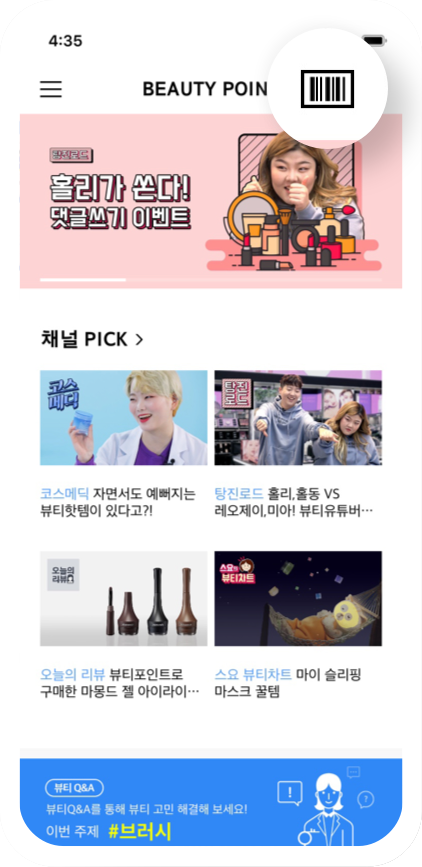 4:35
BEAUTY POIN
탐진로드
홀리가 쏜다!
댓글쓰기 이벤트
채널 PICK >
코스
메딕
탕진
로드
코스메딕 자면서도 예뻐지는
뷰티핫템이 있다고?!
탕진로드 홀리,홀동 VS
레오제이,미아! 뷰티유튜버…
오늘의
리뷰
스요의
뷰티차트
오늘의 리뷰 뷰티포인트로
구매한 마몽드 젤 아이라이…
스요 뷰티차트 마이 슬리핑
마스크 꿀템
뷰티 Q&A
뷰티Q&A를 통해 뷰티 고민 해결해 보세요!
이번 주제 #브러시